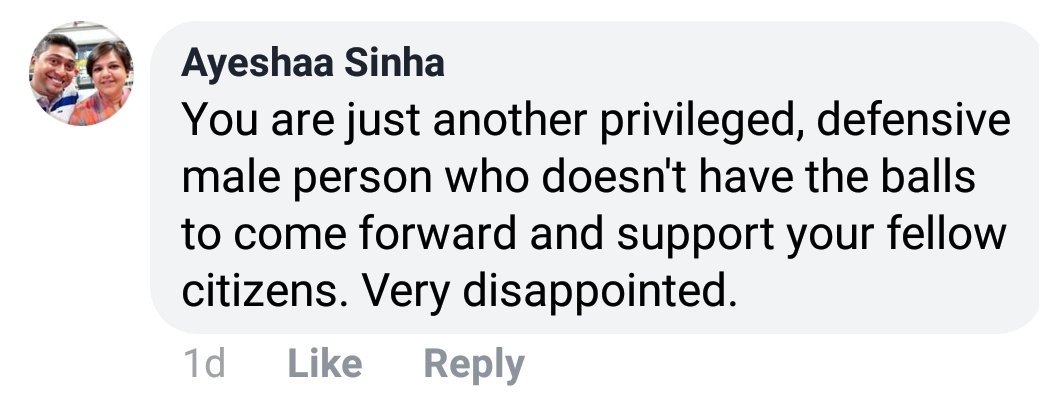 Ayeshaa Sinha
You are just another privileged, defensive
male person who doesn't have the balls
to come forward and support your fellow
citizens. Very disappointed.
1d Like Reply